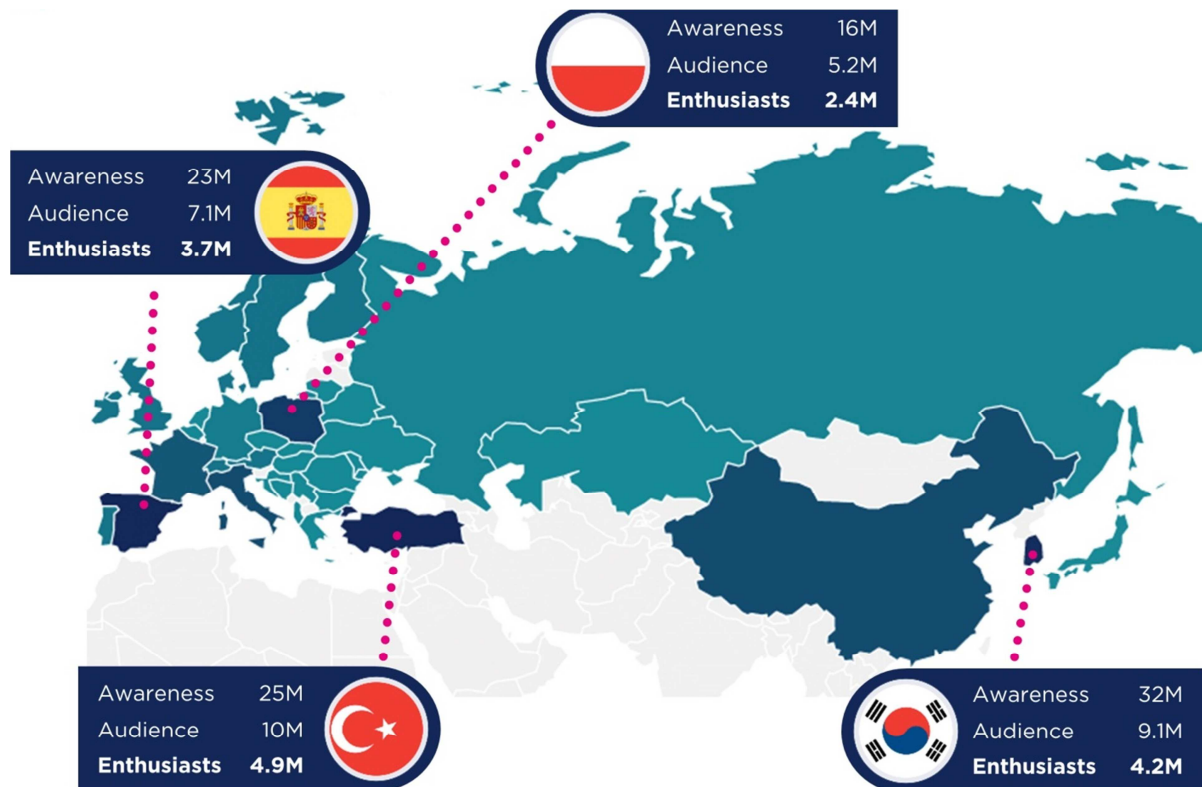 Awareness 16M
Audience 5.2M
Enthusiasts 2.4M
Awareness 23M
Audience 7.1M
Enthusiasts 3.7M
Awareness 25M
Audience 10M
Enthusiasts 4.9M
Awareness 32M
Audience 9.1M
Enthusiasts 4.2M